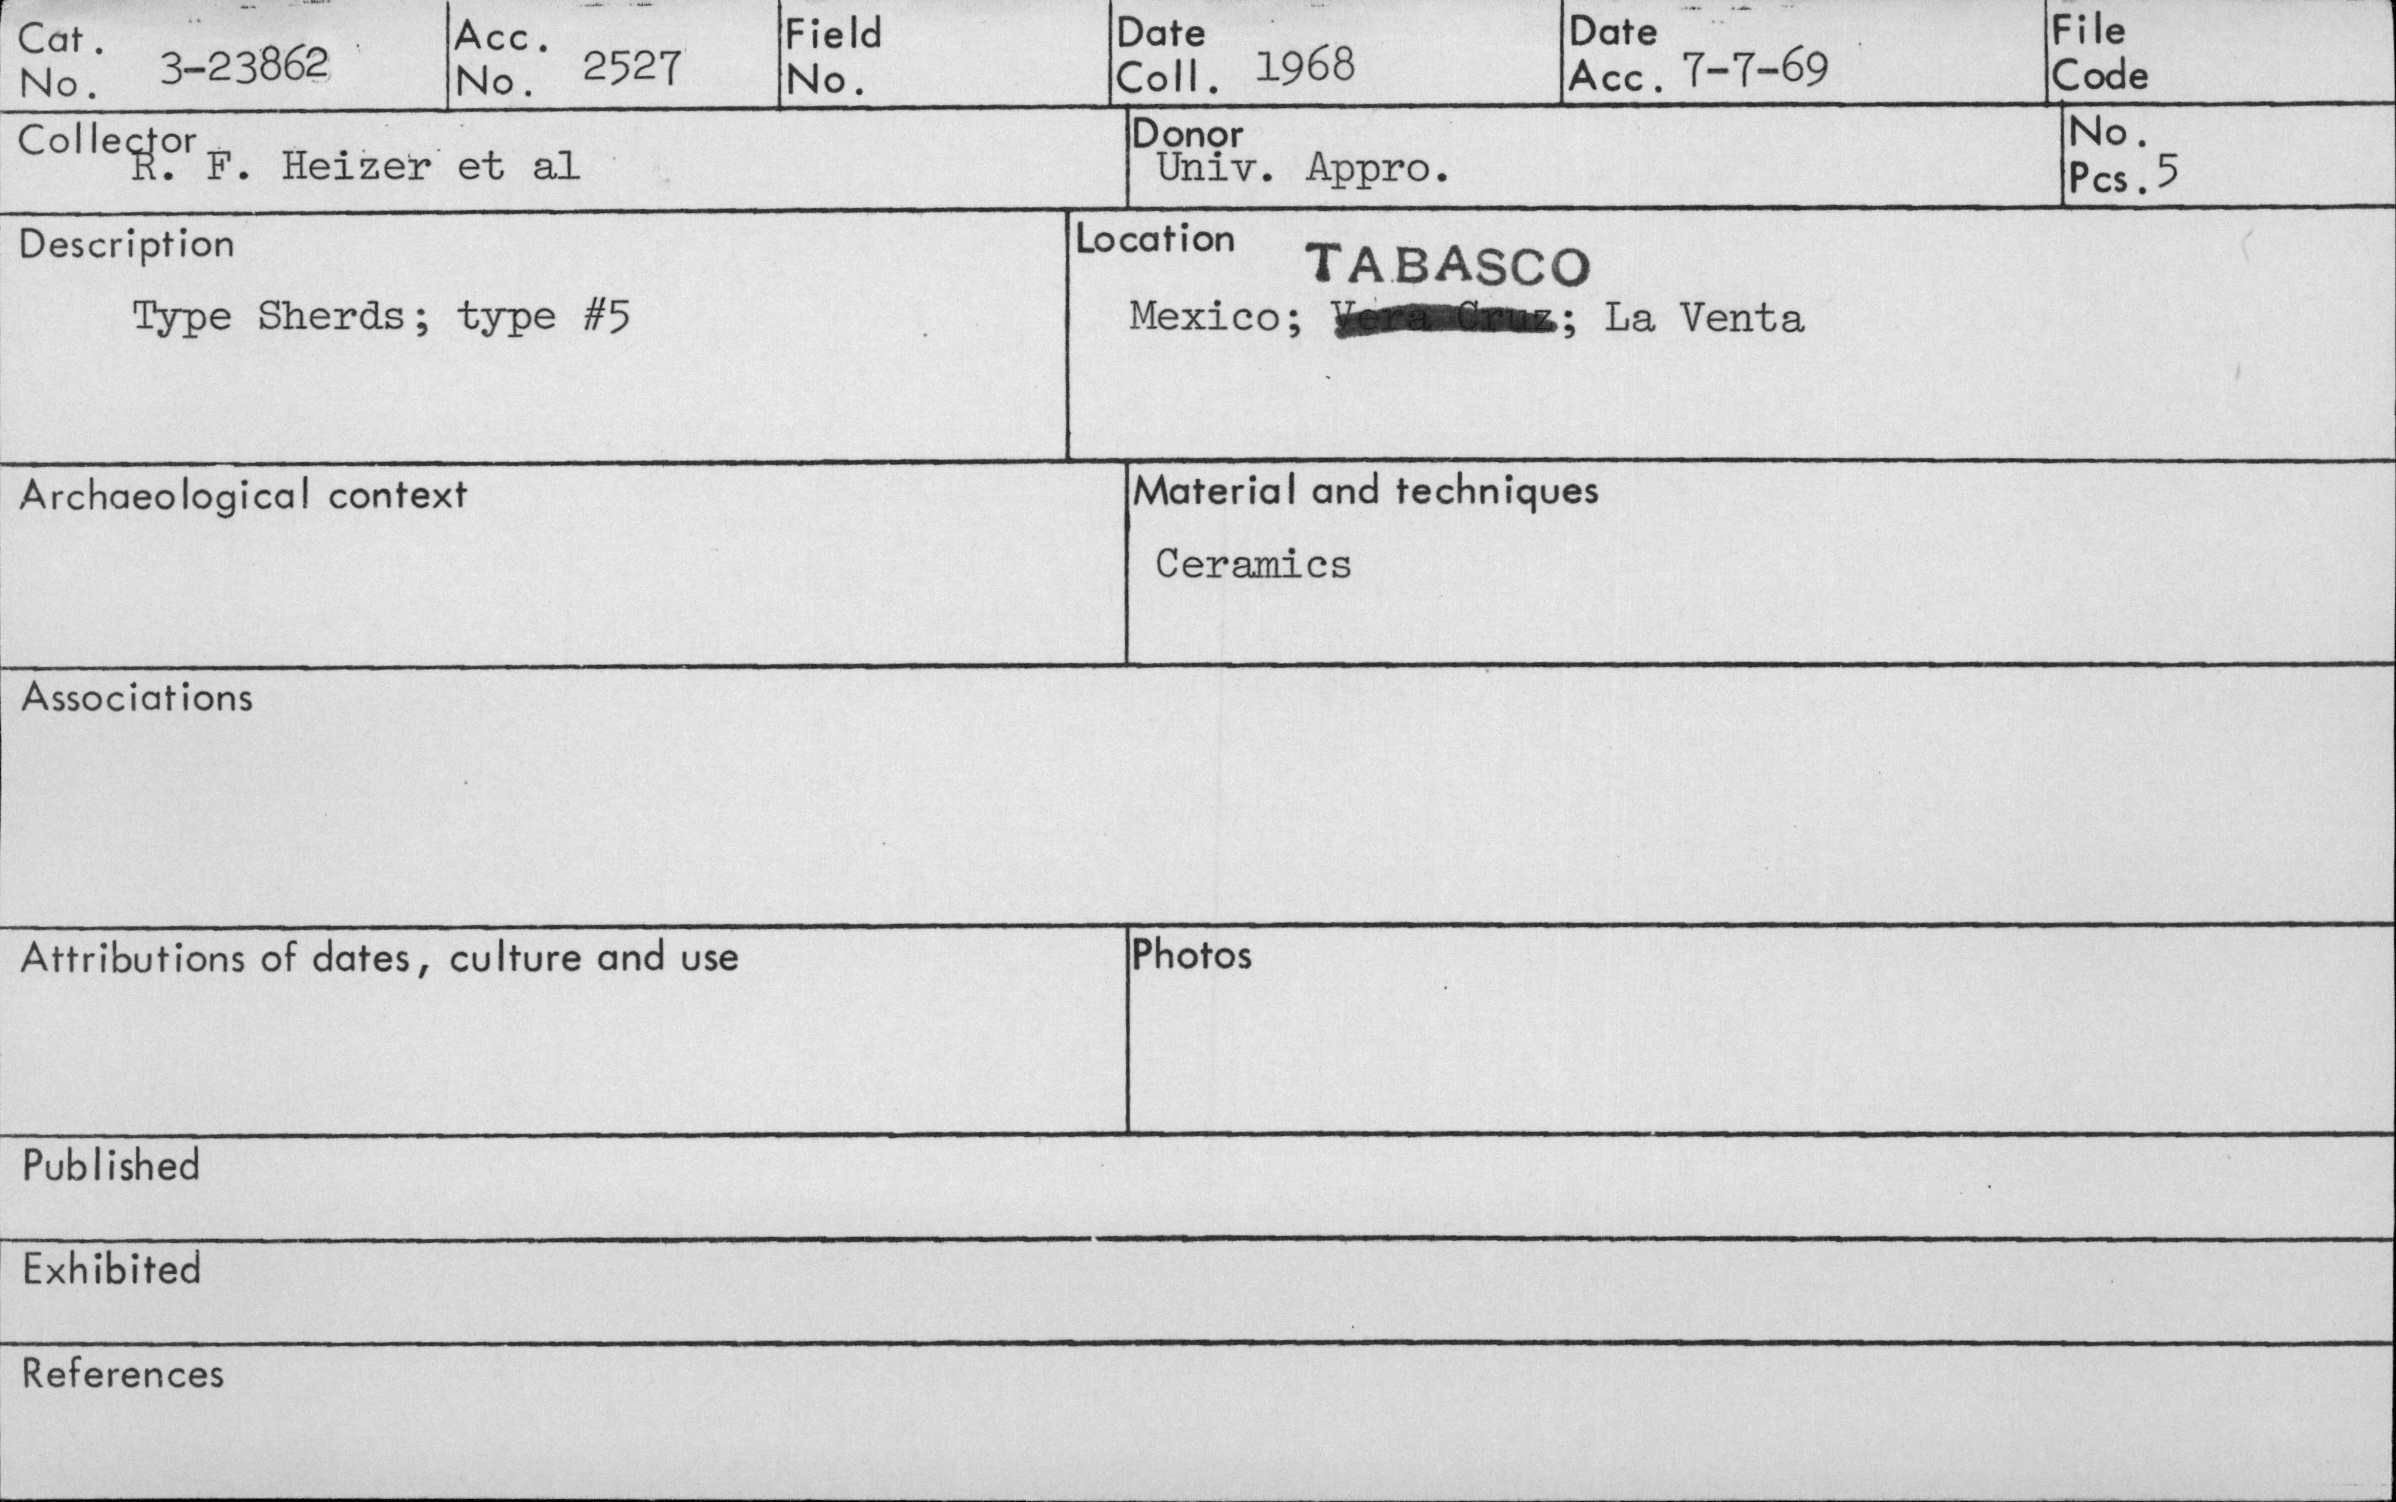 Cat. No. 3-23862
Acc. No. 2527
Field No.
Date Coll. 1968
Date Acc. 7-7-69
File Code
Collector
R. F. Heizer et al
Donor
Univ. Appro.
No. Pcs. 5
Description
Type Sherds; type #5
Location
TABASCO
Mexico; Vera Cruz; La Venta
Archaeological context
Material and techniques
Ceramics
Associations
Attributions of dates, culture and use
Photos
Published
Exhibited
References